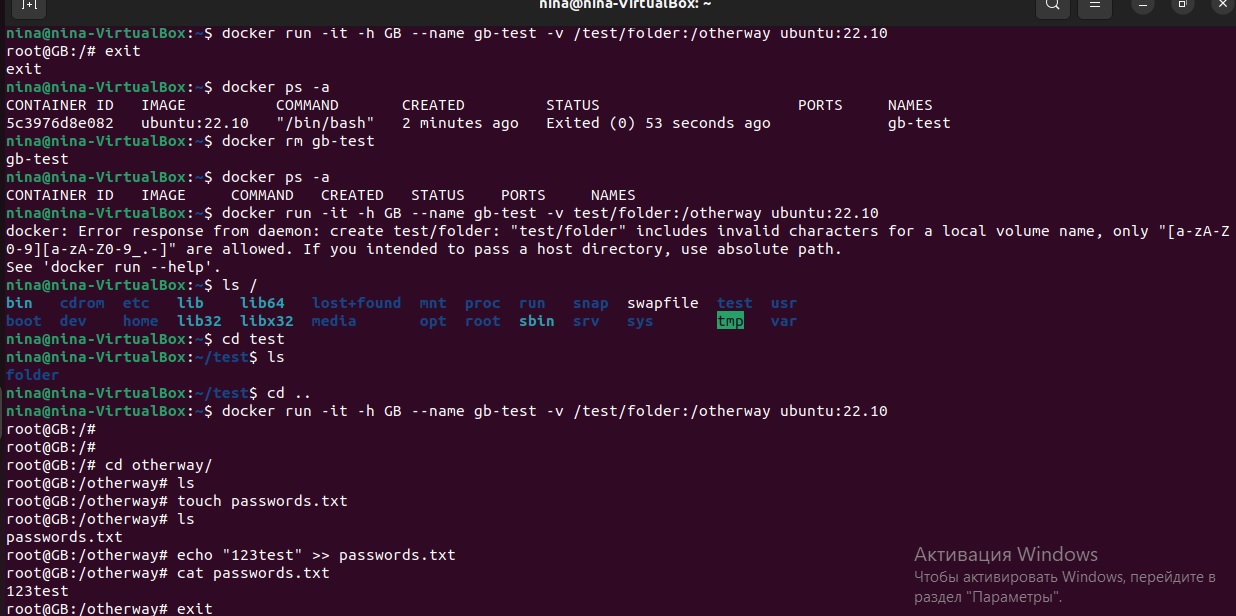 nina@nina-VirtualBox: ~
nina@nina-VirtualBox:~$ docker run -it -h GB --name gb-test -v /test/folder:/otherway ubuntu:22.10
root@GB:/# exit
exit
nina@nina-VirtualBox:~$ docker ps -a
CONTAINER ID   IMAGE          COMMAND       CREATED         STATUS                      PORTS     NAMES
5c3976d8e082   ubuntu:22.10   "/bin/bash"   2 minutes ago   Exited (0) 53 seconds ago             gb-test
nina@nina-VirtualBox:~$ docker rm gb-test
gb-test
nina@nina-VirtualBox:~$ docker ps -a
CONTAINER ID   IMAGE     COMMAND   CREATED   STATUS    PORTS     NAMES
nina@nina-VirtualBox:~$ docker run -it -h GB --name gb-test -v test/folder:/otherway ubuntu:22.10
docker: Error response from daemon: create test/folder: "test/folder" includes invalid characters for a local volume name, only "[a-zA-Z
0-9][a-zA-Z0-9_.-]" are allowed. If you intended to pass a host directory, use absolute path.
See 'docker run --help'.
nina@nina-VirtualBox:~$ ls /
bin   cdrom  etc   lib    lib64   lost+found  mnt  proc  run   snap  swapfile  test  usr
boot  dev    home  lib32  libx32  media       opt  root  sbin  srv   sys       tmp   var
nina@nina-VirtualBox:~$ cd test
nina@nina-VirtualBox:~/test$ ls
folder
nina@nina-VirtualBox:~/test$ cd ..
nina@nina-VirtualBox:~$ docker run -it -h GB --name gb-test -v /test/folder:/otherway ubuntu:22.10
root@GB:/#
root@GB:/#
root@GB:/# cd otherway/
root@GB:/otherway# ls
root@GB:/otherway# touch passwords.txt
root@GB:/otherway# ls
passwords.txt
root@GB:/otherway# echo "123test" >> passwords.txt
root@GB:/otherway# cat passwords.txt
123test
root@GB:/otherway# exit
Активация Windows
Чтобы активировать Windows, перейдите в
раздел "Параметры".